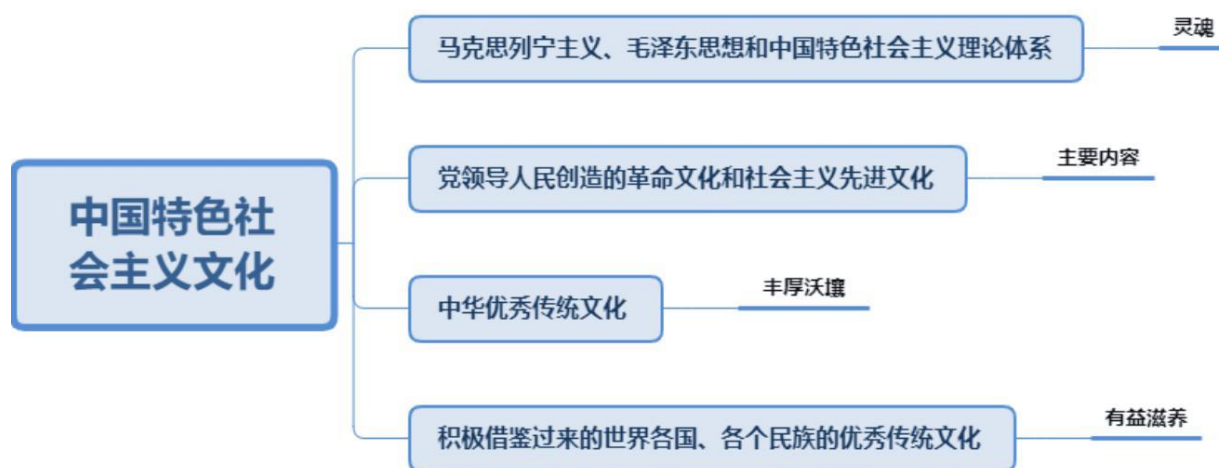 马克思列宁主义、毛泽东思想和中国特色社会主义理论体系
灵魂
党领导人民创造的革命文化和社会主义先进文化
主要内容
中国特色社
会主义文化
中华优秀传统文化
丰厚沃壤
积极借鉴过来的世界各国、各个民族的优秀传统文化
有益滋养